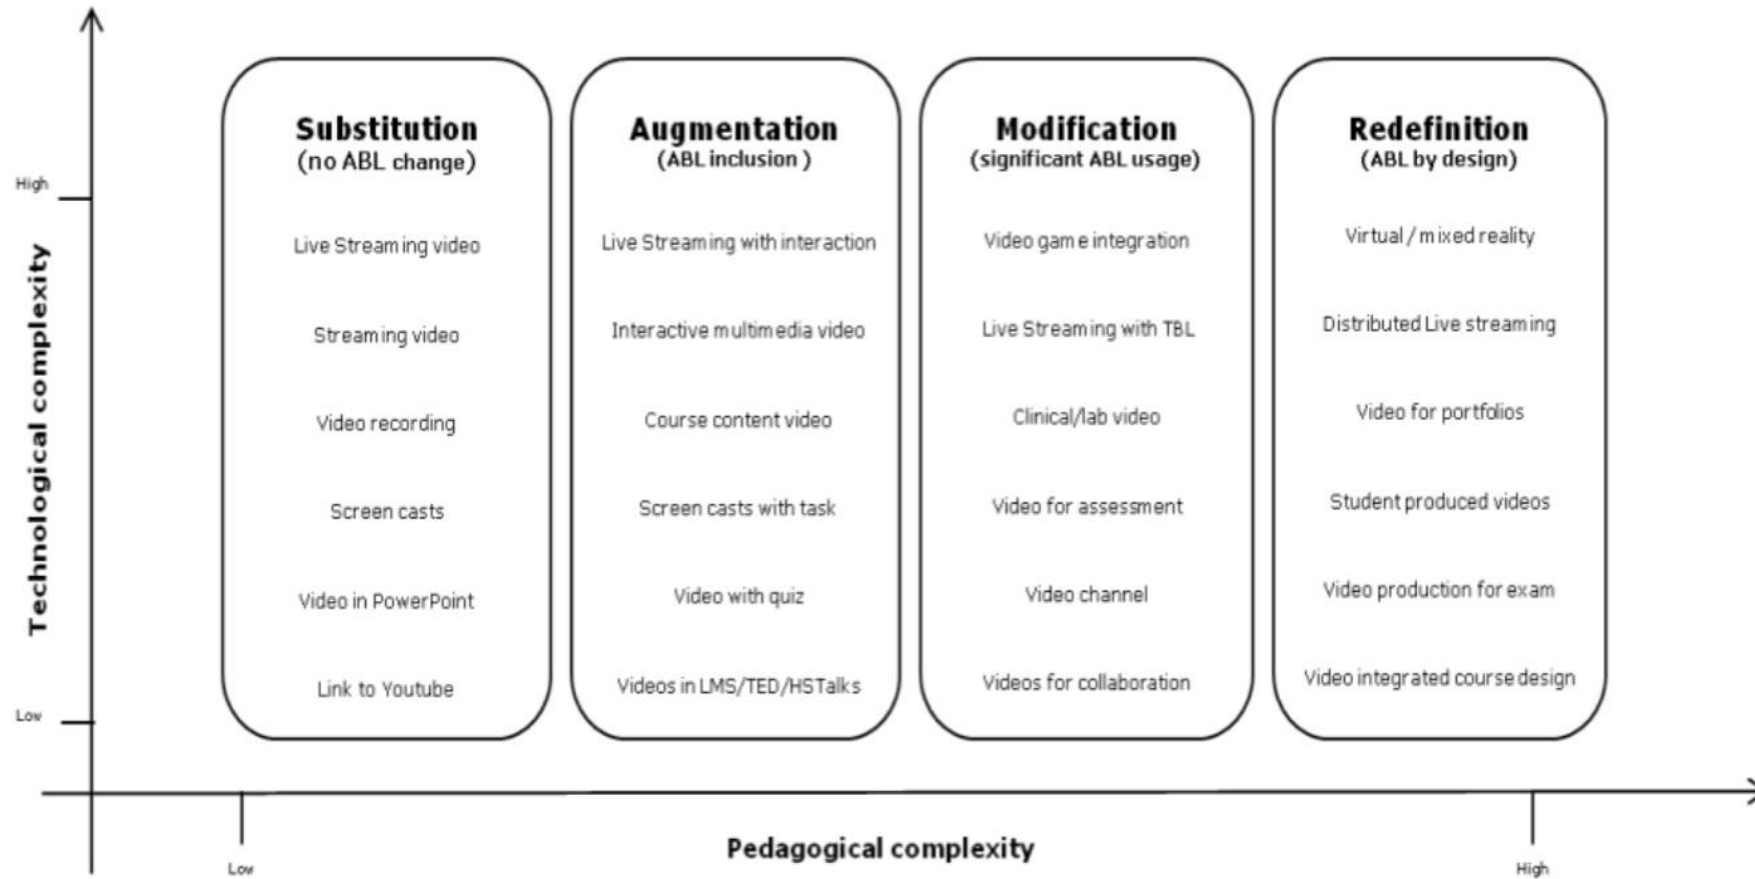 High
Low
Technological complexity
Substitution
(no ABL change)
Live Streaming video
Streaming video
Video recording
Screen casts
Video in PowerPoint
Link to Youtube
Augmentation
(ABL inclusion )
Live Streaming with interaction
Interactive multimedia video
Course content video
Screen casts with task
Video with quiz
Videos in LMS/TED/HSTalks
Modification
(significant ABL usage)
Video game integration
Live Streaming with TBL
Clinical/lab video
Video for assessment
Video channel
Videos for collaboration
Redefinition
(ABL by design)
Virtual / mixed reality
Distributed Live streaming
Video for portfolios
Student produced videos
Video production for exam
Video integrated course design
Low
Pedagogical complexity
High